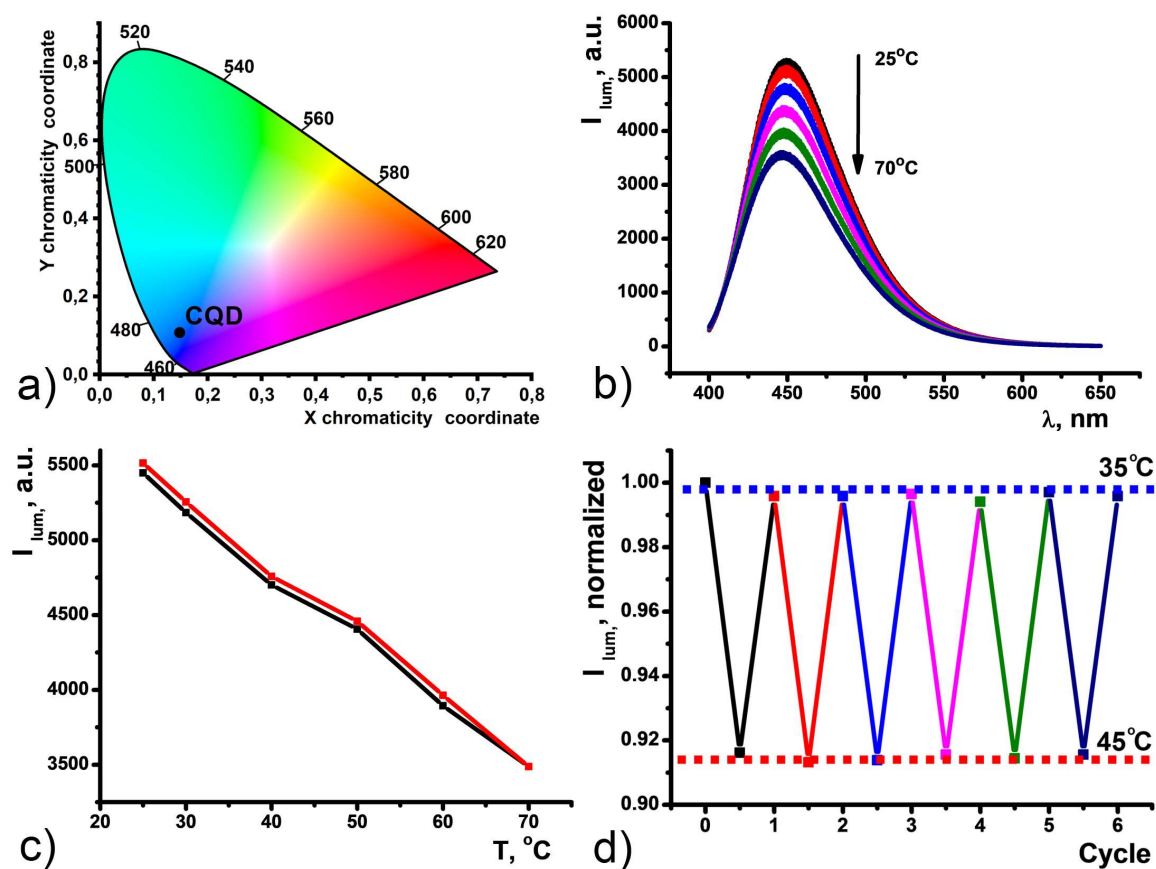 Y chromaticity coordinate
0,8
0,6
0,4
0,2
0,0
520
540
560
500
580
600
620
480
CQD
460
0,0 0,1 0,2 0,3 0,4 0,5 0,6 0,7 0,8
X chromaticity coordinate
a)
I lum, a.u.
6000
5000
4000
3000
2000
1000
0
25°C
70°C
400 450 500 550 600 650
λ, nm
b)
I lum, a.u.
5500
5000
4500
4000
3500
20 30 40 50 60 70
T, °C
c)
I lum, normalized
1.00
0.98
0.96
0.94
0.92
0.90
35°C
45°C
0 1 2 3 4 5 6
Cycle
d)